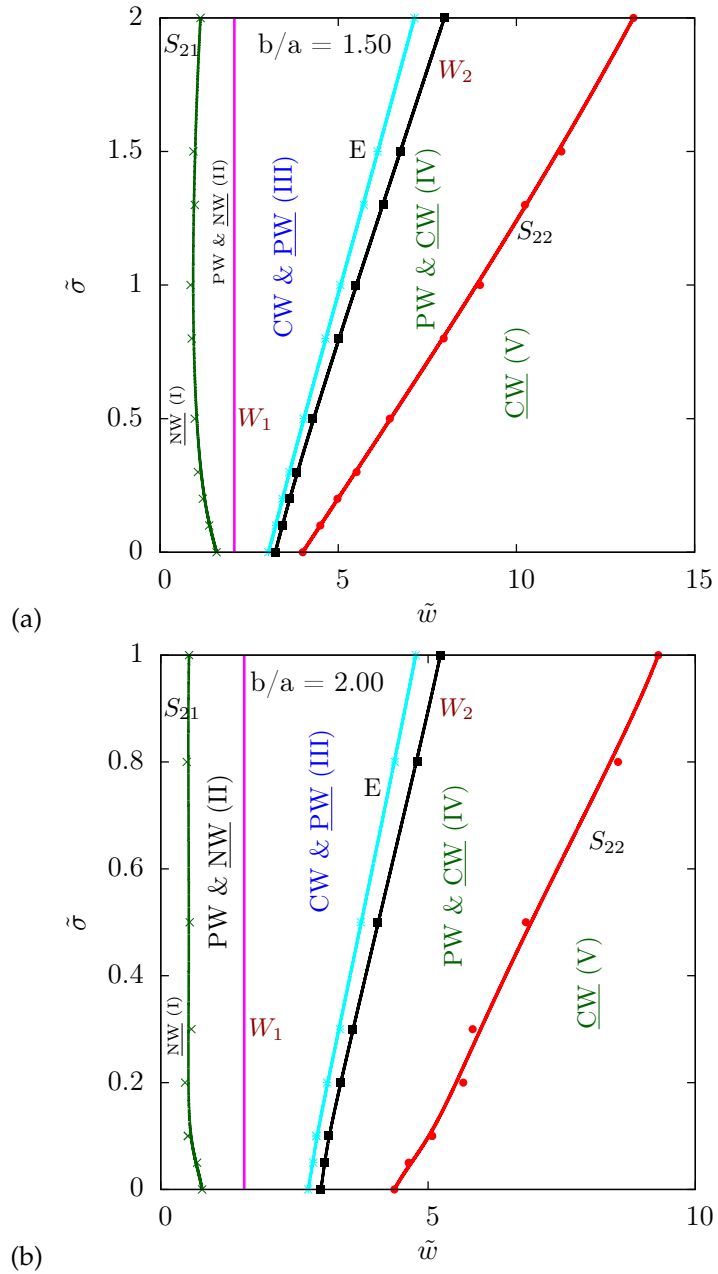 2
S₂₁
b/a = 1.50
W₂
1.5
E
PW & NW (II)
CW & PW (III)
PW & CW (IV)
S₂₂
σ̃
1
CW (V)
NW (I)
0.5
W₁
0
0
5
10
15
(a)
w̃
1
b/a = 2.00
S₂₁
W₂
0.8
E
PW & NW (II)
CW & PW (III)
PW & CW (IV)
S₂₂
0.6
σ̃
0.4
CW (V)
NW (I)
W₁
0.2
0
0
5
10
(b)
w̃